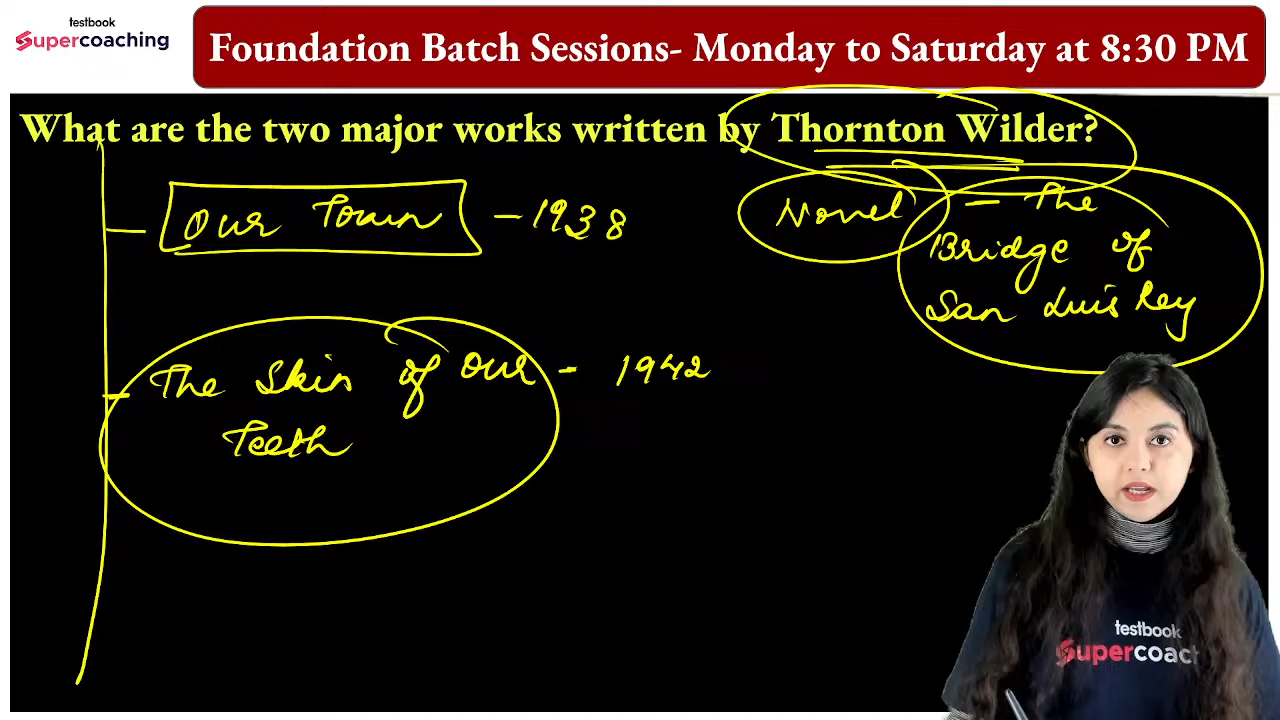 testbook
Supercoaching
Foundation Batch Sessions- Monday to Saturday at 8:30 PM
What are the two major works written by Thornton Wilder?
Our Town - 1938
Novel - The
Bridge of
San Luis Rey
The Skin of Our - 1942
Teeth
testbook
Supercoach